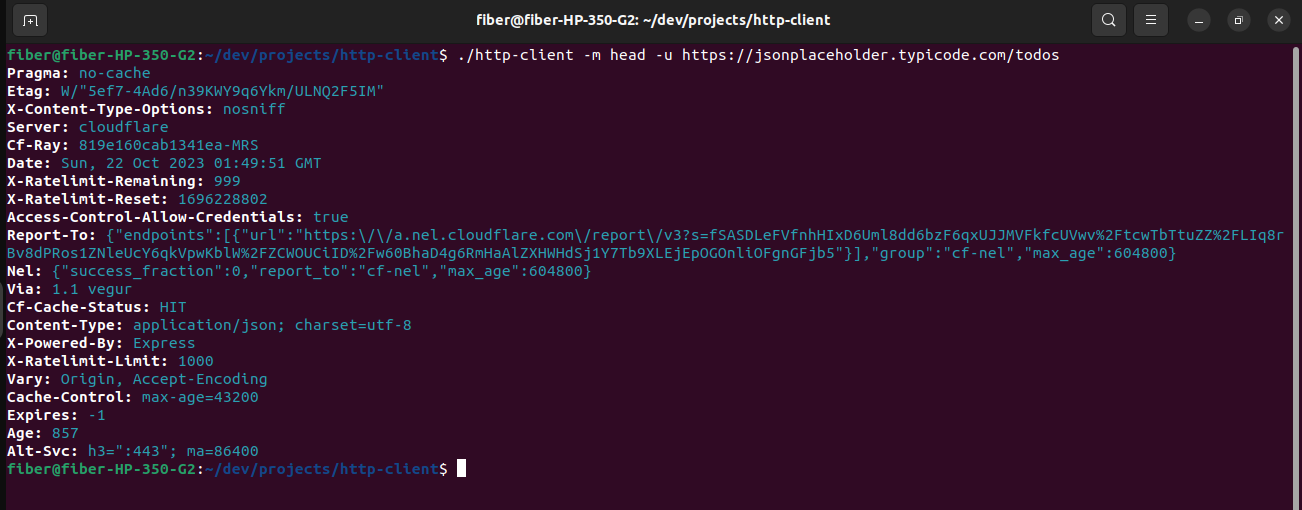 fiber@fiber-HP-350-G2: ~/dev/projects/http-client
fiber@fiber-HP-350-G2:~/dev/projects/http-client$ ./http-client -m head -u https://jsonplaceholder.typicode.com/todos
Pragma: no-cache
Etag: W/"5ef7-4Ad6/n39KWY9q6Ykm/ULNQ2F5IM"
X-Content-Type-Options: nosniff
Server: cloudflare
Cf-Ray: 819e160cab1341ea-MRS
Date: Sun, 22 Oct 2023 01:49:51 GMT
X-Ratelimit-Remaining: 999
X-Ratelimit-Reset: 1696228802
Access-Control-Allow-Credentials: true
Report-To: {"endpoints":[{"url":"https:\/\/a.nel.cloudflare.com\/report\/v3?s=fSASDLeFVfnhHIxD6Uml8dd6bzF6qxUJJMVFkfcUVwv%2FtcwTbTtuZZ%2FLIq8r
Bv8dPRos1ZNleUcY6qkVpwKblW%2FZCWOUCiID%2Fw60BhaD4g6RmHaAlZXHWHdSj1Y7Tb9XLEjEpOGOnliOFgnGFjb5"}],"group":"cf-nel","max_age":604800}
Nel: {"success_fraction":0,"report_to":"cf-nel","max_age":604800}
Via: 1.1 vegur
Cf-Cache-Status: HIT
Content-Type: application/json; charset=utf-8
X-Powered-By: Express
X-Ratelimit-Limit: 1000
Vary: Origin, Accept-Encoding
Cache-Control: max-age=43200
Expires: -1
Age: 857
Alt-Svc: h3=":443"; ma=86400
fiber@fiber-HP-350-G2:~/dev/projects/http-client$